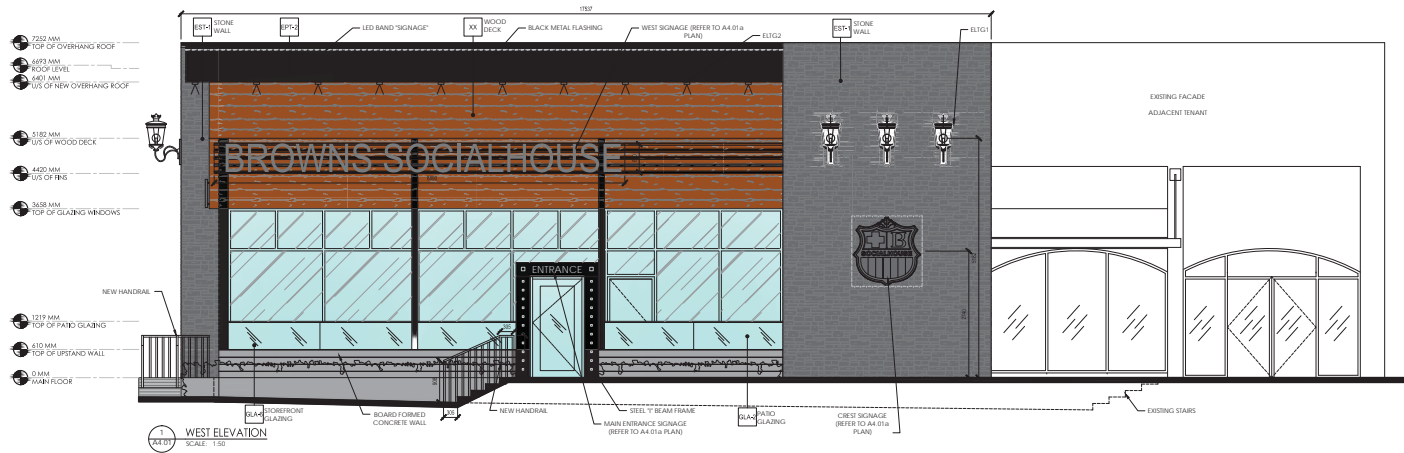 17537
EST-1
STONE
WALL
EPT-2
LED BAND "SIGNAGE"
XX
WOOD
DECK
BLACK METAL FLASHING
WEST SIGNAGE (REFER TO A4.01a
PLAN)
ELTG2
EST-1
STONE
WALL
ELTG1
7252 MM
TOP OF OVERHANG ROOF
6693 MM
ROOF LEVEL
6401 MM
U/S OF NEW OVERHANG ROOF
5182 MM
U/S OF WOOD DECK
4420 MM
U/S OF FINS
3658 MM
TOP OF GLAZING WINDOWS
EXISTING FACADE
ADJACENT TENANT
BROWNS SOCIALHOUSE
B
SOCIALHOUSE
ENTRANCE
NEW HANDRAIL
1219 MM
TOP OF PATIO GLAZING
610 MM
TOP OF UPSTAND WALL
0 MM
MAIN FLOOR
305
305
GLA-6
STOREFRONT
GLAZING
BOARD FORMED
CONCRETE WALL
NEW HANDRAIL
STEEL "I" BEAM FRAME
MAIN ENTRANCE SIGNAGE
(REFER TO A4.01a PLAN)
GLA-2
PATIO
GLAZING
CREST SIGNAGE
(REFER TO A4.01a
PLAN)
EXISTING STAIRS
1
A4.01
WEST ELEVATION
SCALE: 1:50